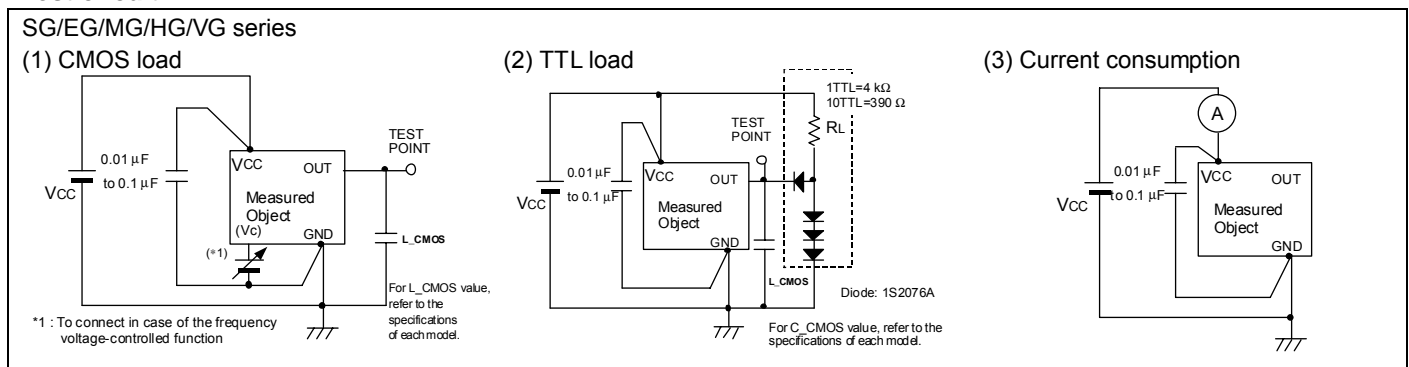 SG/EG/MG/HG/VG series
(1) CMOS load
VCC
0.01 µF
to 0.1 µF
VCC
OUT
Measured
Object
(Vc)
GND
(*1)
TEST
POINT
L_CMOS
For L_CMOS value,
refer to the
specifications
of each model.
*1 : To connect in case of the frequency
voltage-controlled function
(2) TTL load
1TTL=4 kΩ
10TTL=390 Ω
RL
TEST
POINT
VCC
0.01 µF
to 0.1 µF
VCC
OUT
Measured
Object
GND
L_CMOS
Diode: 1S2076A
For C_CMOS value, refer to the
specifications of each model.
(3) Current consumption
A
VCC
0.01 µF
to 0.1 µF
VCC
OUT
Measured
Object
GND